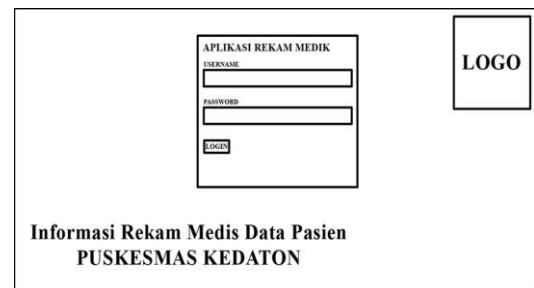 APLIKASI REKAM MEDIK
USERNAME
PASSWORD
LOGIN
LOGO
Informasi Rekam Medis Data Pasien
PUSKESMAS KEDATON